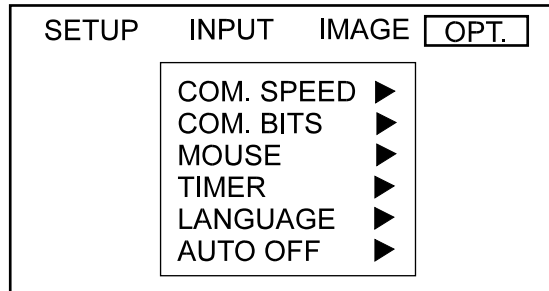 SETUP INPUT IMAGE OPT.
COM. SPEED ▶
COM. BITS ▶
MOUSE ▶
TIMER ▶
LANGUAGE ▶
AUTO OFF ▶